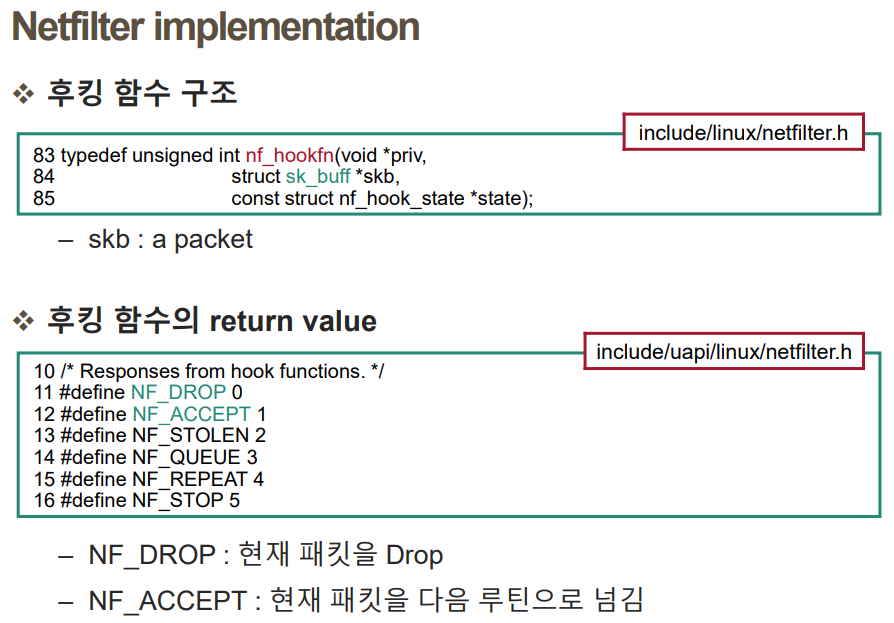 Netfilter implementation
❖ 후킹 함수 구조
include/linux/netfilter.h
83 typedef unsigned int nf_hookfn(void *priv,
84 struct sk_buff *skb,
85 const struct nf_hook_state *state);
– skb : a packet
❖ 후킹 함수의 return value
include/uapi/linux/netfilter.h
10 /* Responses from hook functions. */
11 #define NF_DROP 0
12 #define NF_ACCEPT 1
13 #define NF_STOLEN 2
14 #define NF_QUEUE 3
15 #define NF_REPEAT 4
16 #define NF_STOP 5
– NF_DROP : 현재 패킷을 Drop
– NF_ACCEPT : 현재 패킷을 다음 루틴으로 넘김